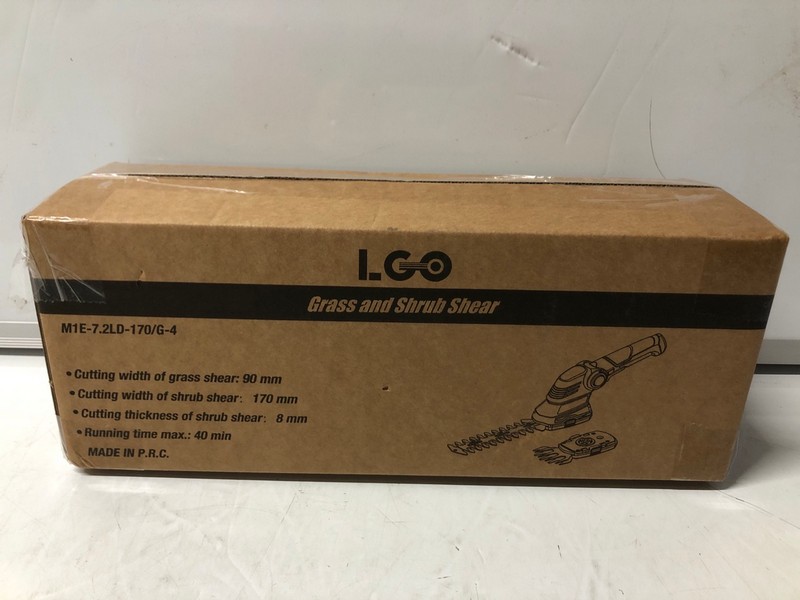 LGO
Grass and Shrub Shear
M1E-7.2LD-170/G-4
• Cutting width of grass shear: 90 mm
• Cutting width of shrub shear: 170 mm
• Cutting thickness of shrub shear: 8 mm
• Running time max.: 40 min
MADE IN P.R.C.